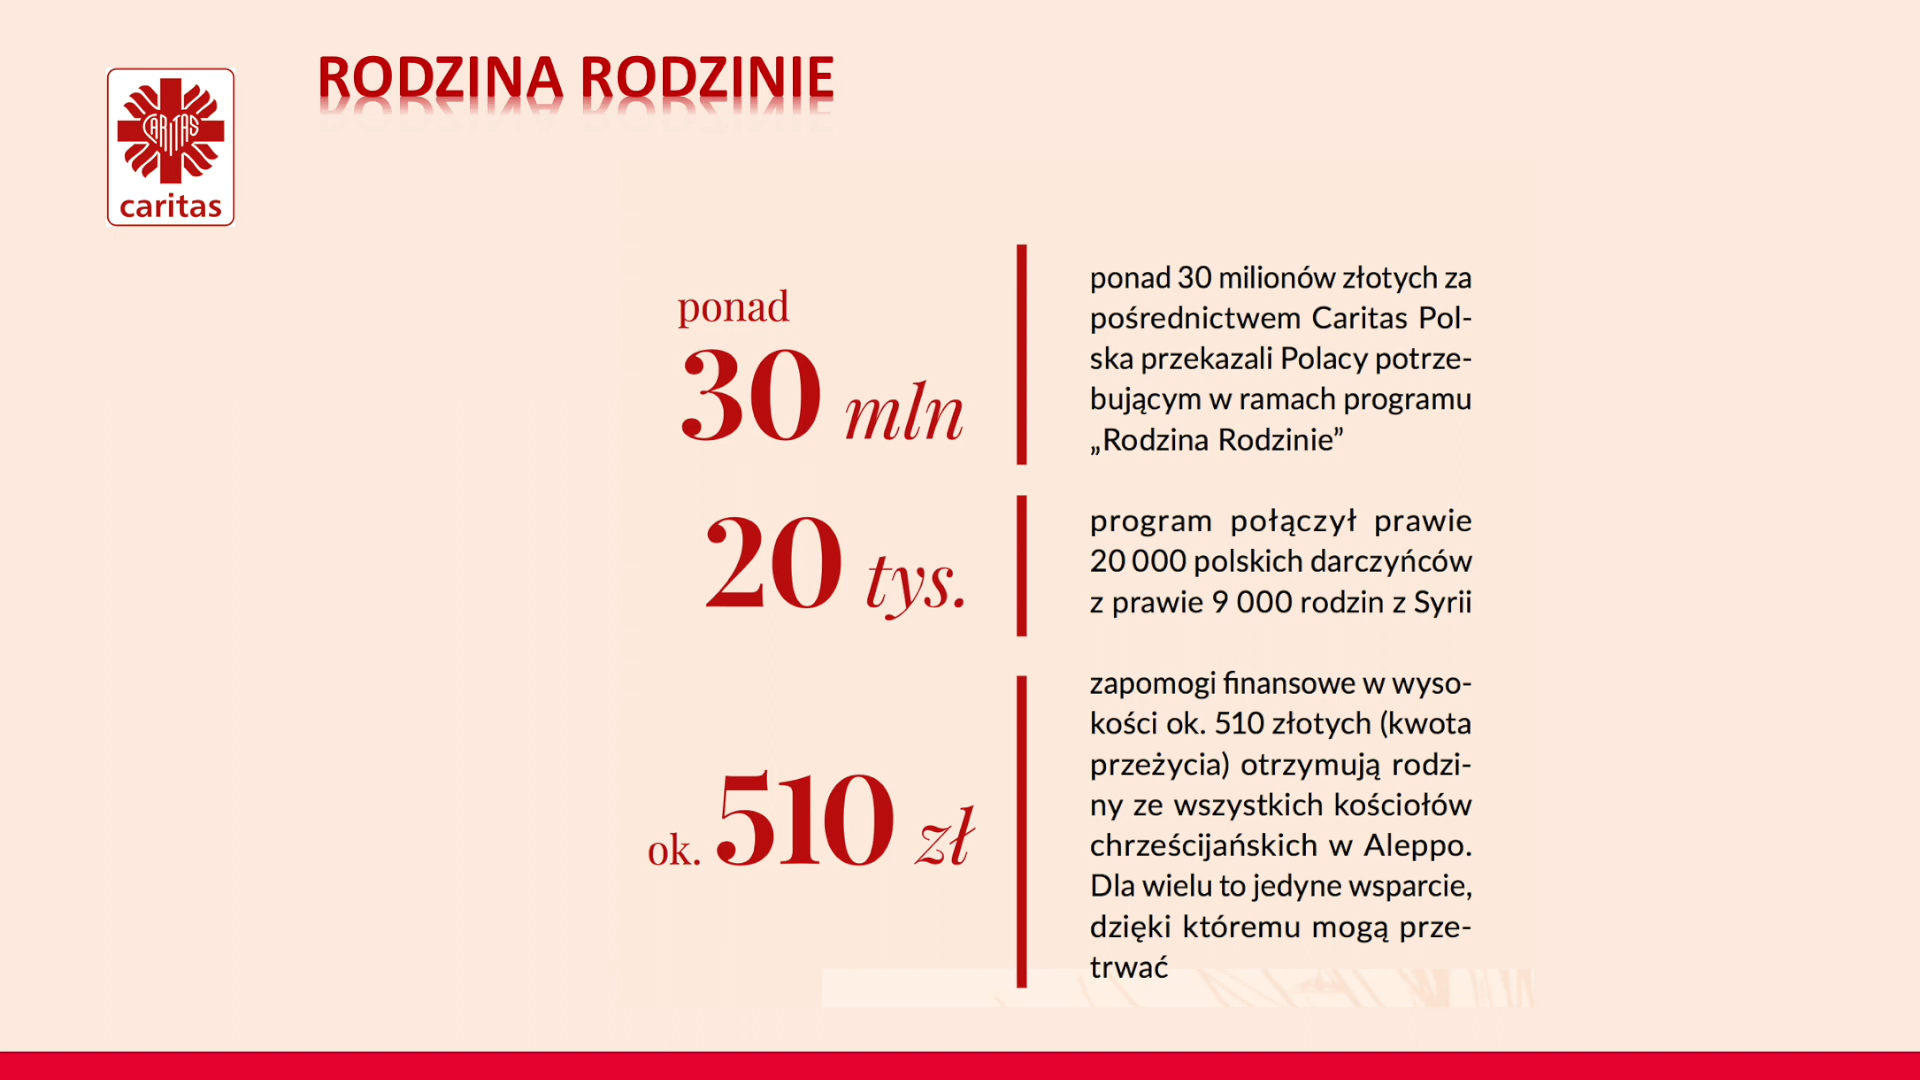 RODZINA RODZINIE
CARITAS
caritas
ponad
30 mln
ponad 30 milionów złotych za
pośrednictwem Caritas Pol-
ska przekazali Polacy potrze-
bującym w ramach programu
„Rodzina Rodzinie”
20 tys.
program połączył prawie
20 000 polskich darczyńców
z prawie 9 000 rodzin z Syrii
ok. 510 zł
zapomogi finansowe w wyso-
kości ok. 510 złotych (kwota
przeżycia) otrzymują rodzi-
ny ze wszystkich kościołów
chrześcijańskich w Aleppo.
Dla wielu to jedyne wsparcie,
dzięki któremu mogą prze-
trwać